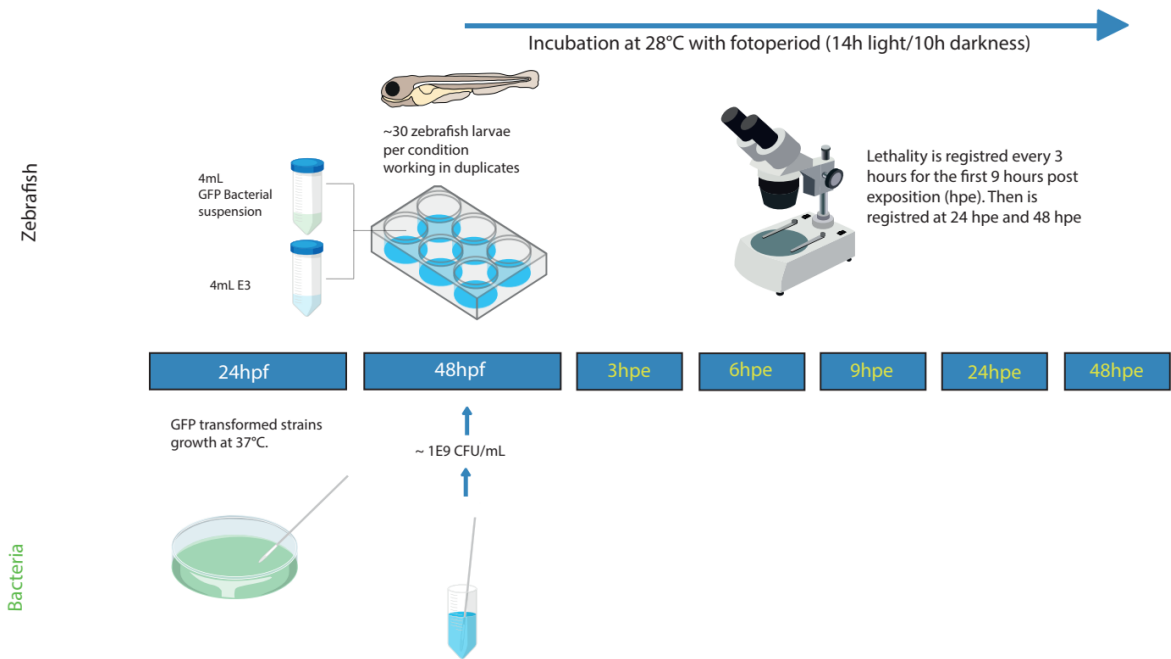 Incubation at 28°C with fotoperiod (14h light/10h darkness)
Zebrafish
~30 zebrafish larvae
per condition
working in duplicates
4mL
GFP Bacterial
suspension
4mL E3
Lethality is registred every 3
hours for the first 9 hours post
exposition (hpe). Then is
registred at 24 hpe and 48 hpe
24hpf
48hpf
3hpe
6hpe
9hpe
24hpe
48hpe
Bacteria
GFP transformed strains
growth at 37°C.
~ 1E9 CFU/mL